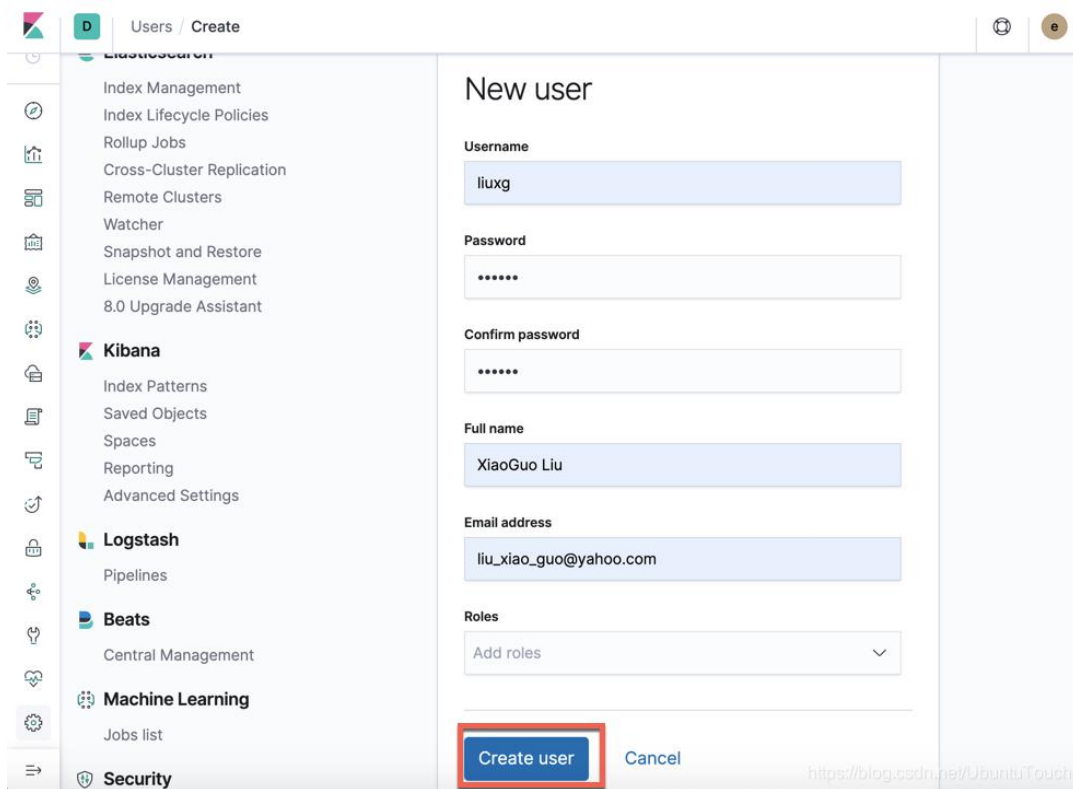 D
Users / Create
e
Elasticsearch
Index Management
Index Lifecycle Policies
Rollup Jobs
Cross-Cluster Replication
Remote Clusters
Watcher
Snapshot and Restore
License Management
8.0 Upgrade Assistant
Kibana
Index Patterns
Saved Objects
Spaces
Reporting
Advanced Settings
Logstash
Pipelines
Beats
Central Management
Machine Learning
Jobs list
Security
New user
Username
liuxg
Password
••••••
Confirm password
••••••
Full name
XiaoGuo Liu
Email address
liu_xiao_guo@yahoo.com
Roles
Add roles
Create user
Cancel
https://blog.csdn.net/UbuntuTouch